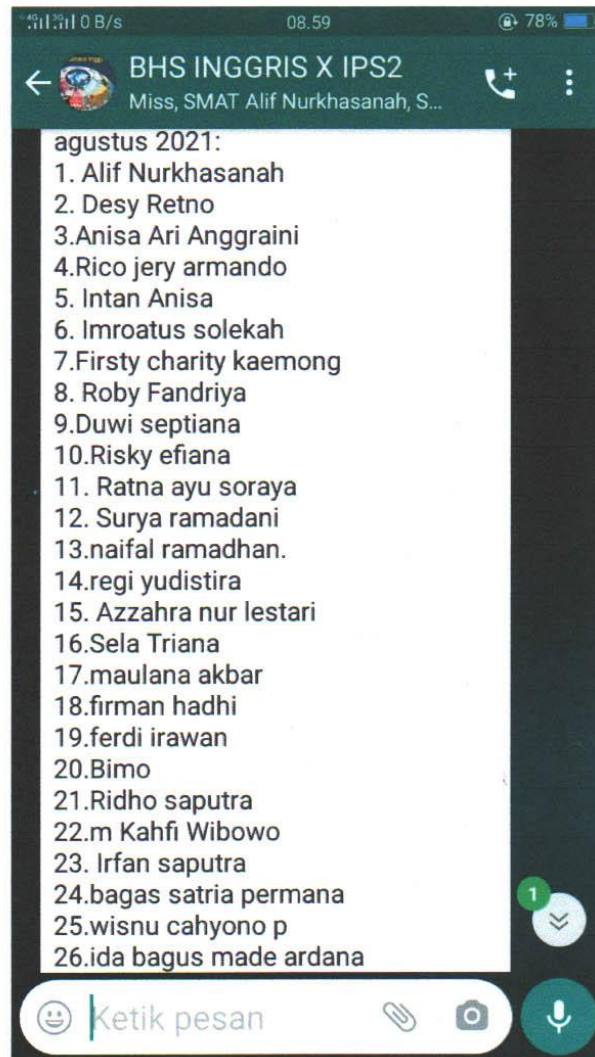 4G 3G 0 B/s 08.59 78%
BHS INGGRIS X IPS2
Miss, SMAT Alif Nurkhasanah, S...
agustus 2021:
1. Alif Nurkhasanah
2. Desy Retno
3.Anisa Ari Anggraini
4.Rico jery armando
5. Intan Anisa
6. Imroatus solekah
7.Firsty charity kaemong
8. Roby Fandriya
9.Duwi septiana
10.Risky efiana
11. Ratna ayu soraya
12. Surya ramadani
13.naifal ramadhan.
14.regi yudistira
15. Azzahra nur lestari
16.Sela Triana
17.maulana akbar
18.firman hadhi
19.ferdi irawan
20.Bimo
21.Ridho saputra
22.m Kahfi Wibowo
23. Irfan saputra
24.bagas satria permana
1
25.wisnu cahyono p
26.ida bagus made ardana
Ketik pesan